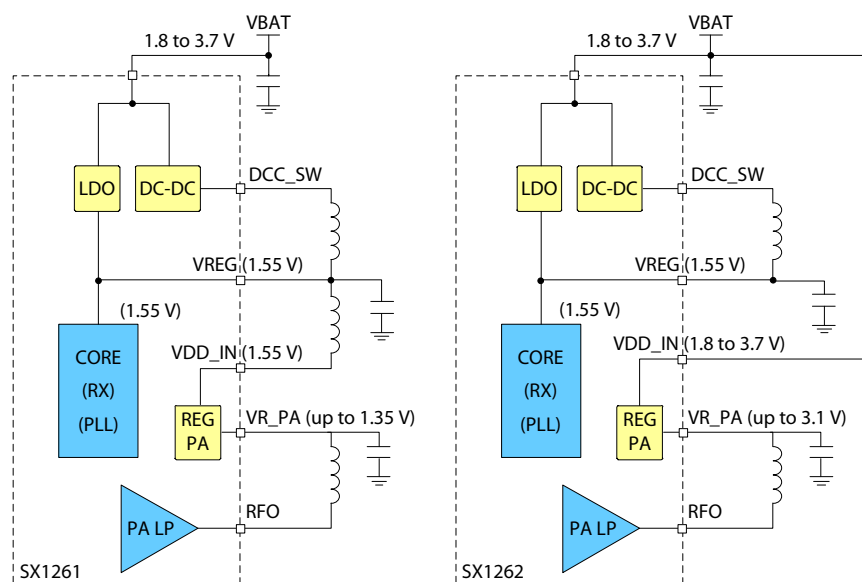 VBAT
1.8 to 3.7 V
LDO
DC-DC
DCC_SW
VREG (1.55 V)
(1.55 V)
CORE
(RX)
(PLL)
VDD_IN (1.55 V)
REG
PA
VR_PA (up to 1.35 V)
PA LP
RFO
SX1261
VBAT
1.8 to 3.7 V
LDO
DC-DC
DCC_SW
VREG (1.55 V)
(1.55 V)
CORE
(RX)
(PLL)
VDD_IN (1.8 to 3.7 V)
REG
PA
VR_PA (up to 3.1 V)
PA LP
RFO
SX1262